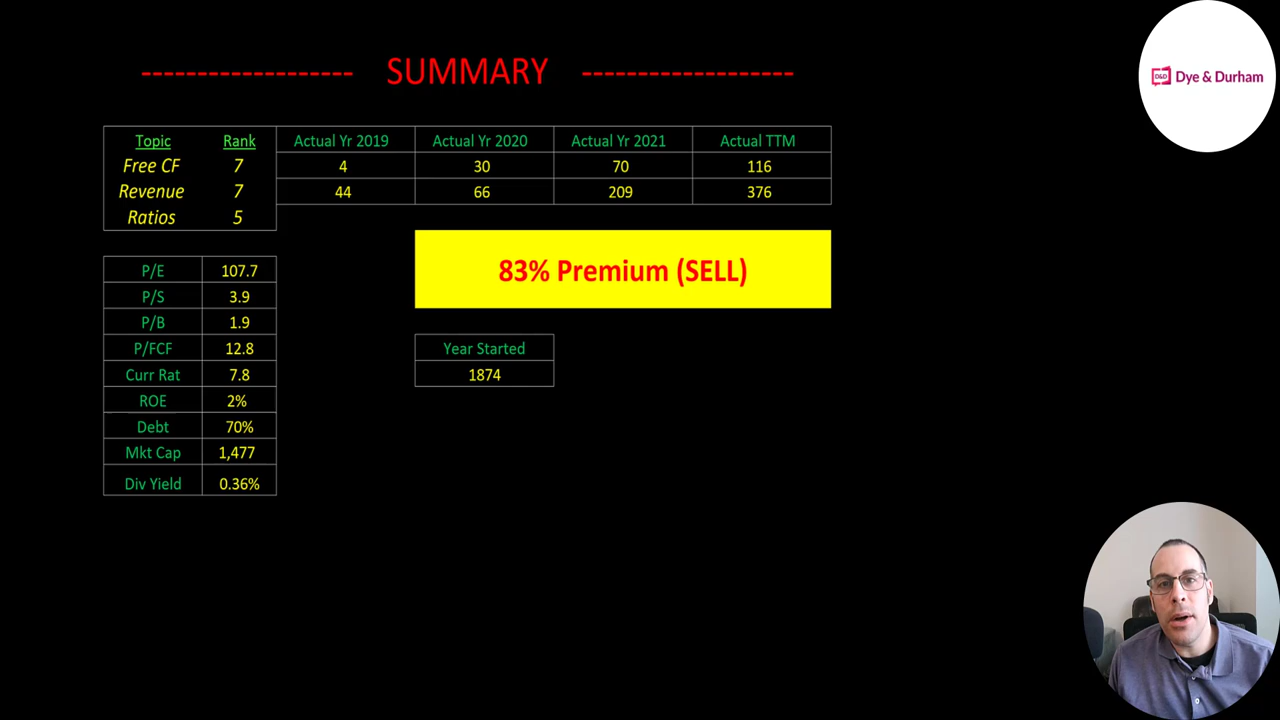 ------------------- SUMMARY -------------------
D&D Dye & Durham
Topic Rank Actual Yr 2019 Actual Yr 2020 Actual Yr 2021 Actual TTM
Free CF 7 4 30 70 116
Revenue 7 44 66 209 376
Ratios 5
83% Premium (SELL)
P/E 107.7
P/S 3.9
P/B 1.9
P/FCF 12.8
Curr Rat 7.8
ROE 2%
Debt 70%
Mkt Cap 1,477
Div Yield 0.36%
Year Started
1874